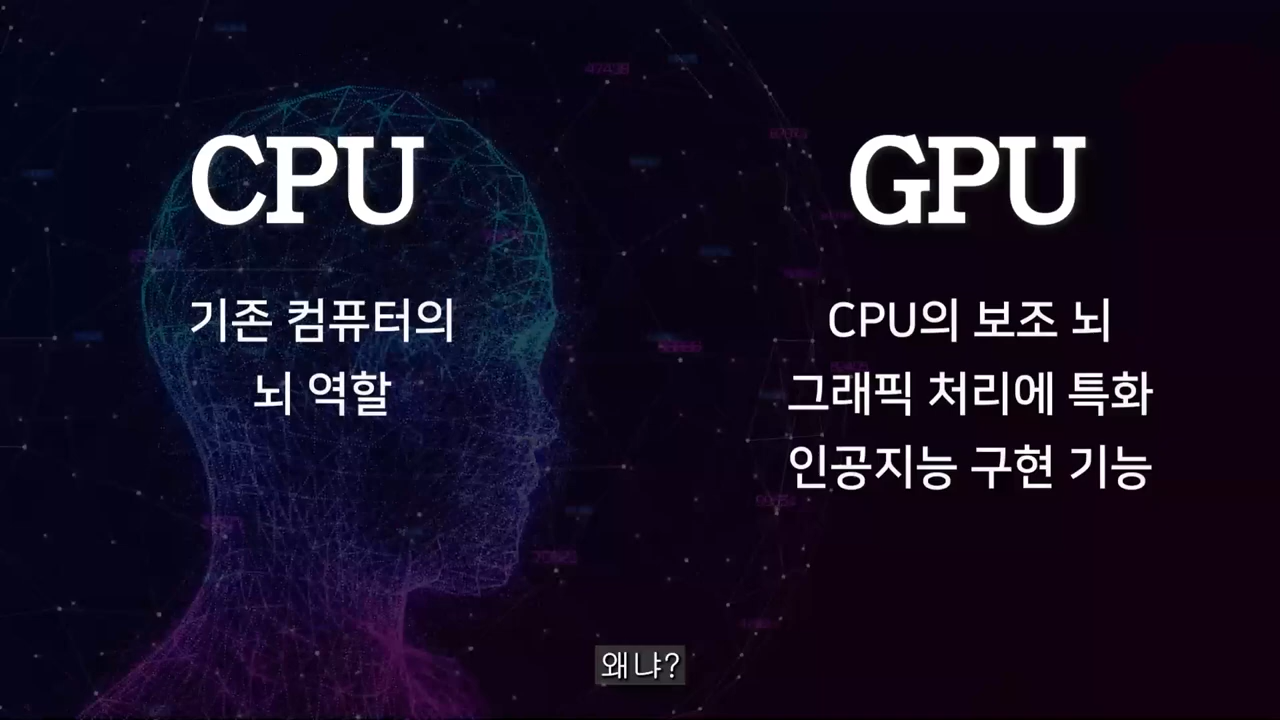 CPU
기존 컴퓨터의
뇌 역할
GPU
CPU의 보조 뇌
그래픽 처리에 특화
인공지능 구현 기능
왜냐?